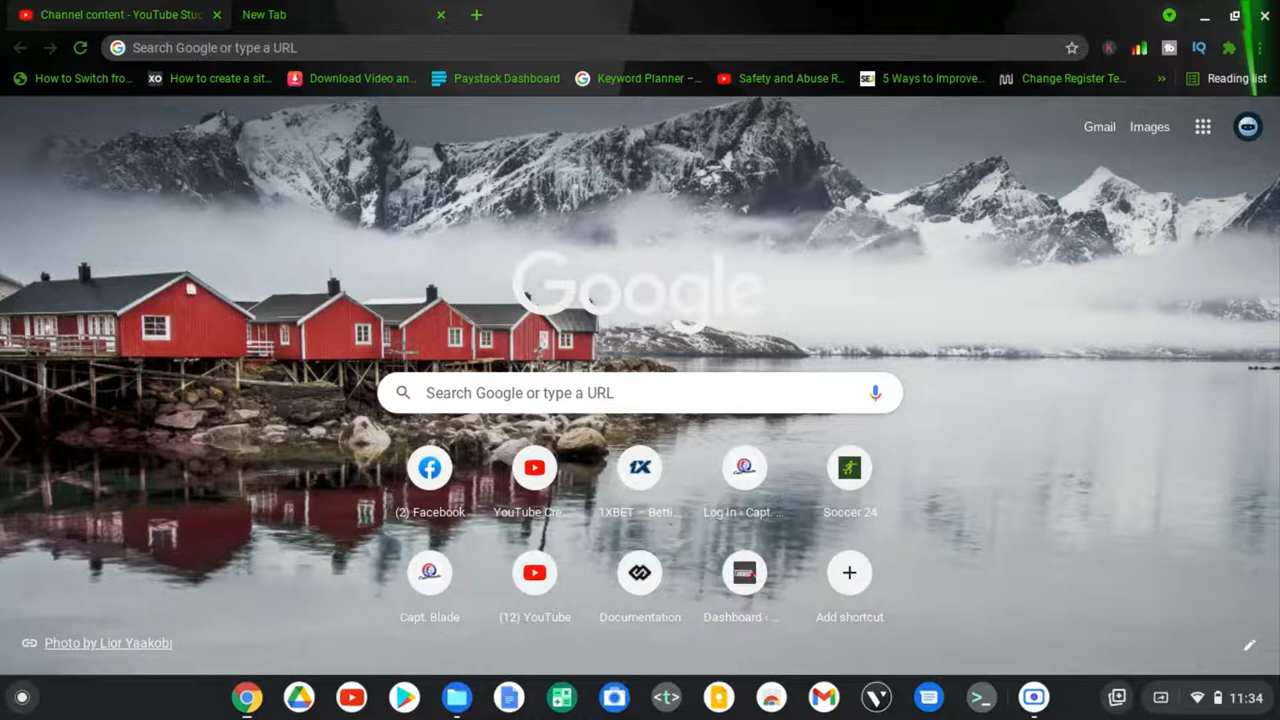 Channel content - YouTube Stuc
New Tab
Search Google or type a URL
How to Switch fro...
XO How to create a sit...
Download Video an...
Paystack Dashboard
Keyword Planner –...
Safety and Abuse R...
SEJ 5 Ways to Improve...
Change Register Te...
»
Reading list
Gmail Images
Google
Search Google or type a URL
(2) Facebook
YouTube Cre...
1XBET – Betti...
Log In ‹ Capt. ...
Soccer 24
Capt. Blade
(12) YouTube
Documentation
Dashboard ‹ ...
Add shortcut
Photo by Lior Yaakobi
11:34